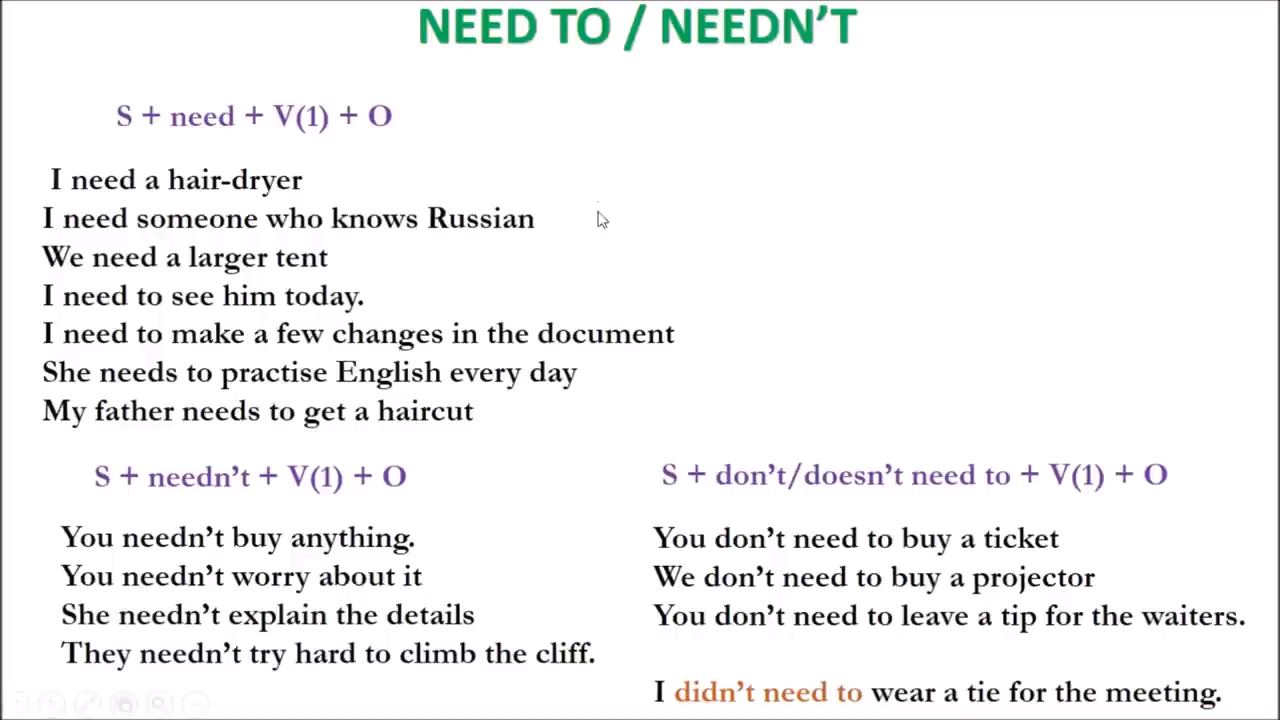 NEED TO / NEEDN’T
S + need + V(1) + O
I need a hair-dryer
I need someone who knows Russian
We need a larger tent
I need to see him today.
I need to make a few changes in the document
She needs to practise English every day
My father needs to get a haircut
S + needn’t + V(1) + O
You needn’t buy anything.
You needn’t worry about it
She needn’t explain the details
They needn’t try hard to climb the cliff.
S + don’t/doesn’t need to + V(1) + O
You don’t need to buy a ticket
We don’t need to buy a projector
You don’t need to leave a tip for the waiters.
I didn’t need to wear a tie for the meeting.